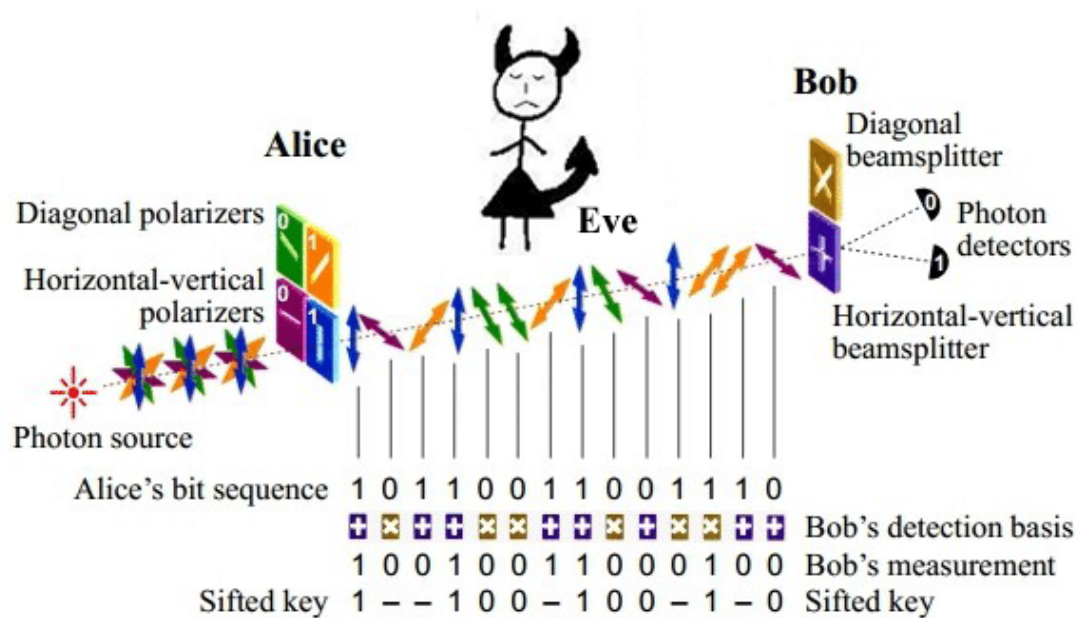 Bob
Diagonal
beamsplitter
Alice
Eve
Diagonal polarizers
0 1
0
Photon
detectors
Horizontal-vertical
polarizers
0 1
1
Horizontal-vertical
beamsplitter
Photon source
Alice's bit sequence 1 0 1 1 0 0 1 1 0 0 1 1 1 0
+ × + + × × + + × + × × + + Bob's detection basis
1 0 0 1 0 0 1 1 0 0 0 1 0 0 Bob's measurement
Sifted key 1 – – 1 0 0 – 1 0 0 – 1 – 0 Sifted key